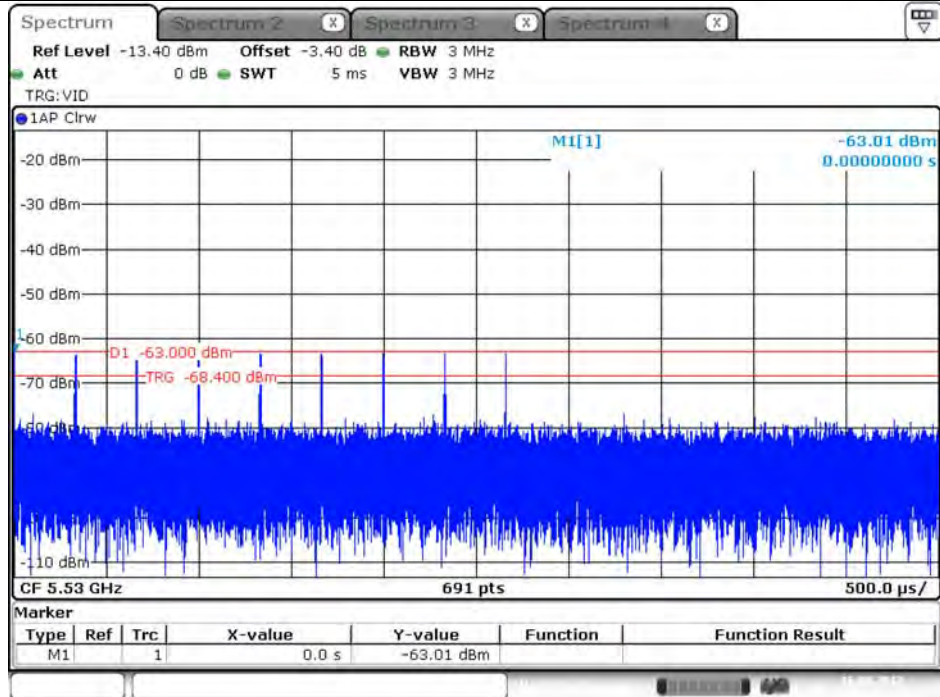 Spectrum Spectrum 2 X Spectrum 3 X Spectrum 4 X
Ref Level -13.40 dBm Offset -3.40 dB RBW 3 MHz
Att 0 dB SWT 5 ms VBW 3 MHz
TRG:VID
1AP Clrw
M1[1] -63.01 dBm
0.00000000 s
-20 dBm
-30 dBm
-40 dBm
-50 dBm
1
-60 dBm
D1 -63.000 dBm
TRG -68.400 dBm
-70 dBm
-110 dBm
CF 5.53 GHz 691 pts 500.0 µs/
Marker
Type Ref Trc X-value Y-value Function Function Result
M1 1 0.0 s -63.01 dBm